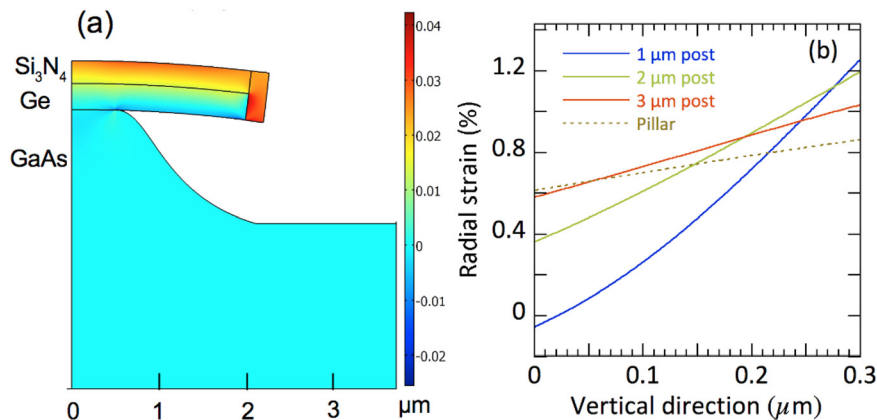 (a)
Si3N4
Ge
GaAs
0.04
0.03
0.02
0.01
0
-0.01
-0.02
0 1 2 3 μm
(b)
1 μm post
2 μm post
3 μm post
Pillar
Radial strain (%)
1.2
0.8
0.4
0
0 0.1 0.2 0.3
Vertical direction (μm)